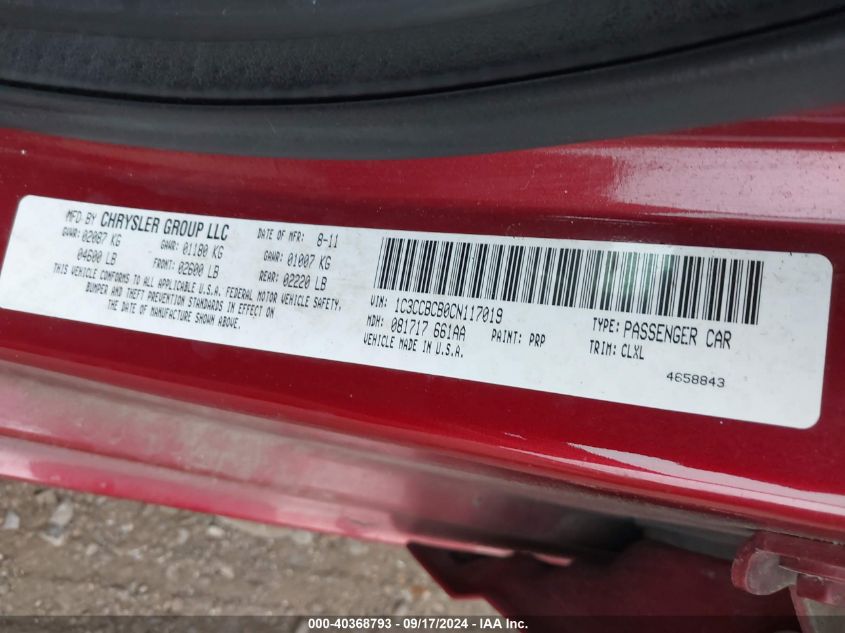 MFD BY CHRYSLER GROUP LLC DATE OF MFR: 8-11
GVWR: 02087 KG GAWR: 01180 KG GAWR: 01007 KG
04600 LB FRONT: 02600 LB REAR: 02220 LB
THIS VEHICLE CONFORMS TO ALL APPLICABLE U.S.A. FEDERAL MOTOR VEHICLE SAFETY,
BUMPER AND THEFT PREVENTION STANDARDS IN EFFECT
ON THE DATE OF MANUFACTURE SHOWN ABOVE.
VIN: 1C3CCBCB0CN117019 TYPE: PASSENGER CAR
MDH: 081717 661AA PAINT: PRP TRIM: CLXL
VEHICLE MADE IN U.S.A.
4658843
000-40368793 - 09/17/2024 - IAA Inc.